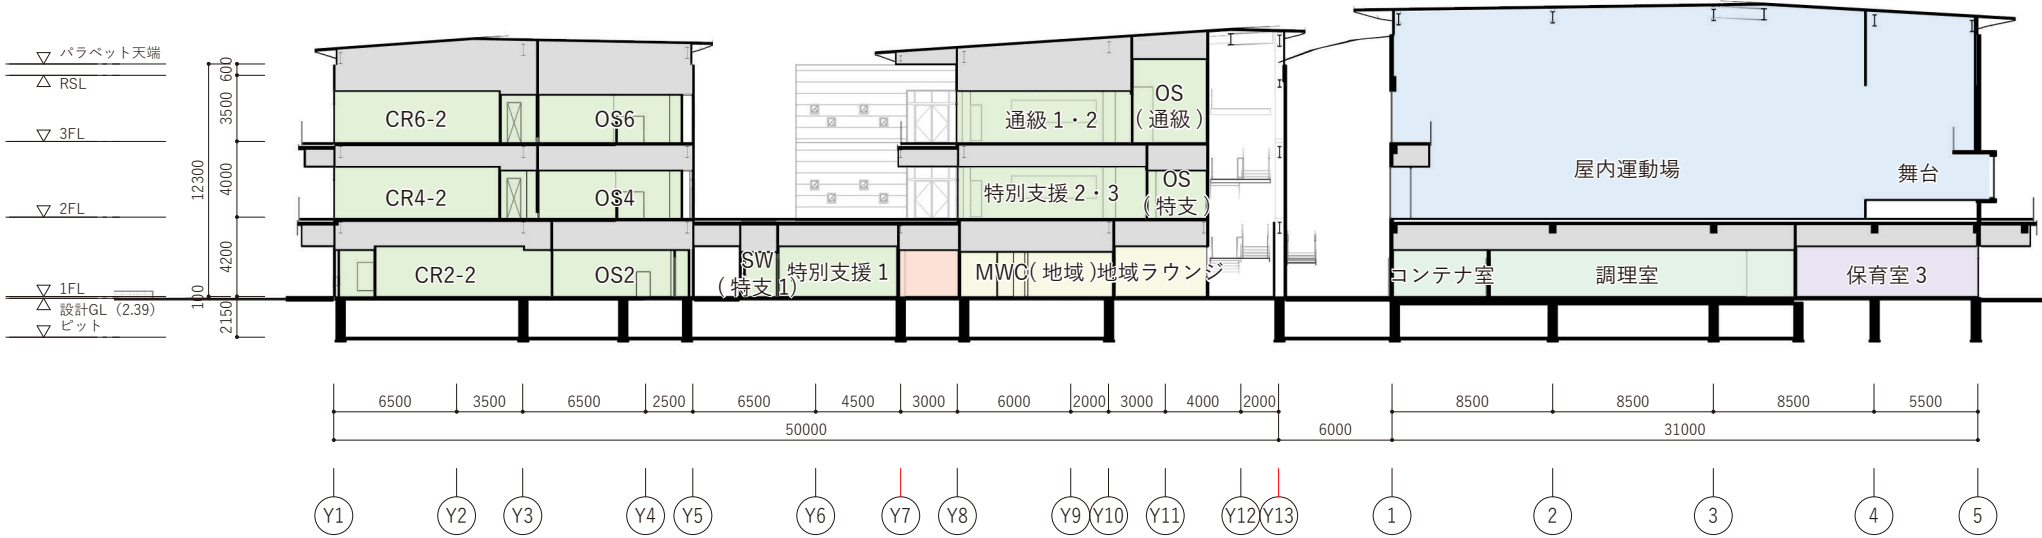 パラペット天端
RSL
3FL
2FL
1FL
設計GL（2.39）
ピット
600
3500
4000
4200
100
2150
12300
CR6-2
OS6
CR4-2
OS4
CR2-2
OS2
SW
(特支1)
特別支援1
通級1・2
OS
(通級)
特別支援2・3
OS
(特支)
MWC(地域)
地域ラウンジ
屋内運動場
舞台
コンテナ室
調理室
保育室3
6500
3500
6500
2500
6500
4500
3000
6000
2000
3000
4000
2000
8500
8500
8500
5500
50000
6000
31000
Y1
Y2
Y3
Y4
Y5
Y6
Y7
Y8
Y9
Y10
Y11
Y12
Y13
1
2
3
4
5